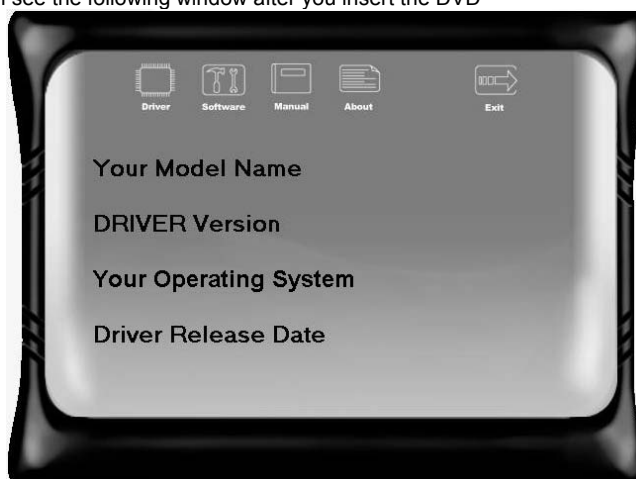 see the following window after you insert the DVD
Driver Software Manual About Exit
Your Model Name
DRIVER Version
Your Operating System
Driver Release Date